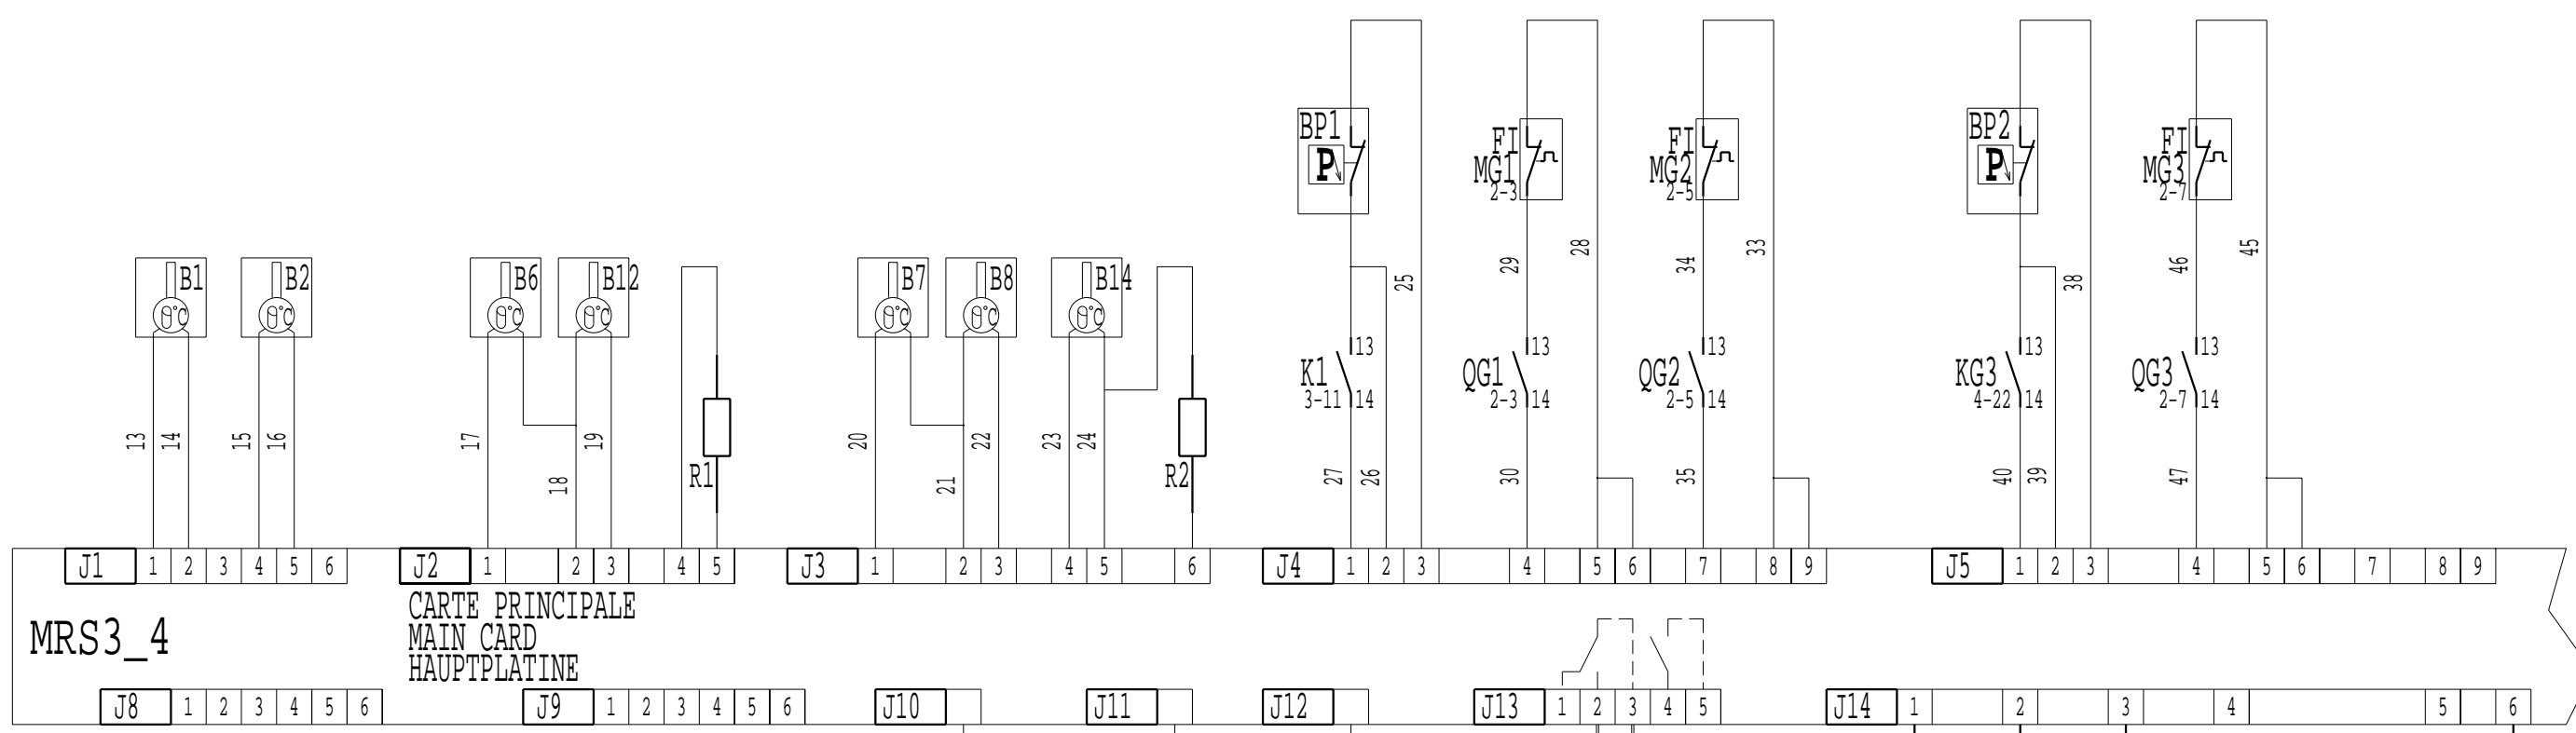 BP1
P
FI
MG1
2-3
FI
MG2
2-5
BP2
P
FI
MG3
2-7
B1
θ°C
B2
θ°C
B6
θ°C
B12
θ°C
B7
θ°C
B8
θ°C
B14
θ°C
25
29
28
34
33
38
46
45
K1
3-11
13
14
QG1
2-3
13
14
QG2
2-5
13
14
KG3
4-22
13
14
QG3
2-7
13
14
13
14
15
16
17
18
19
R1
20
21
22
23
24
R2
27
26
30
35
40
39
47
J1 1 2 3 4 5 6
J2 1 2 3 4 5
J3 1 2 3 4 5 6
J4 1 2 3 4 5 6 7 8 9
J5 1 2 3 4 5 6 7 8 9
MRS3_4
CARTE PRINCIPALE
MAIN CARD
HAUPTPLATINE
J8 1 2 3 4 5 6
J9 1 2 3 4 5 6
J10
J11
J12
J13 1 2 3 4 5
J14 1 2 3 4 5 6